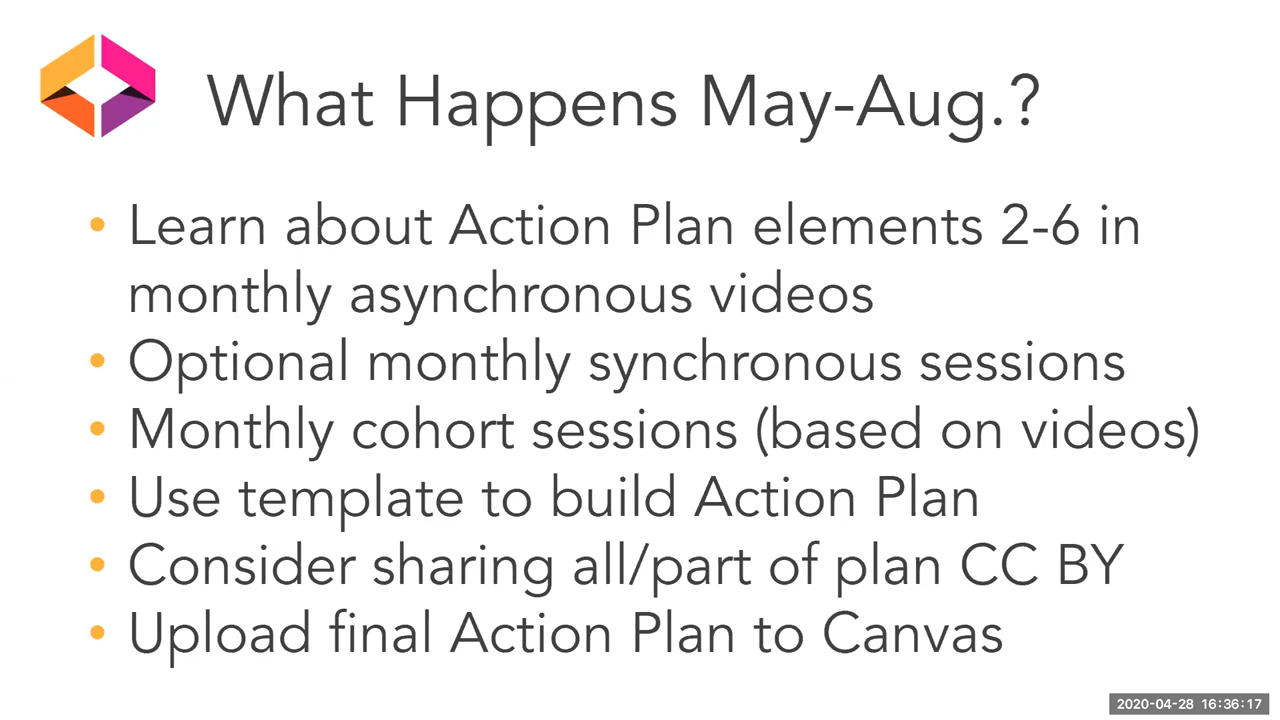 What Happens May-Aug.?
• Learn about Action Plan elements 2-6 in
monthly asynchronous videos
• Optional monthly synchronous sessions
• Monthly cohort sessions (based on videos)
• Use template to build Action Plan
• Consider sharing all/part of plan CC BY
• Upload final Action Plan to Canvas
2020-04-28 16:36:17